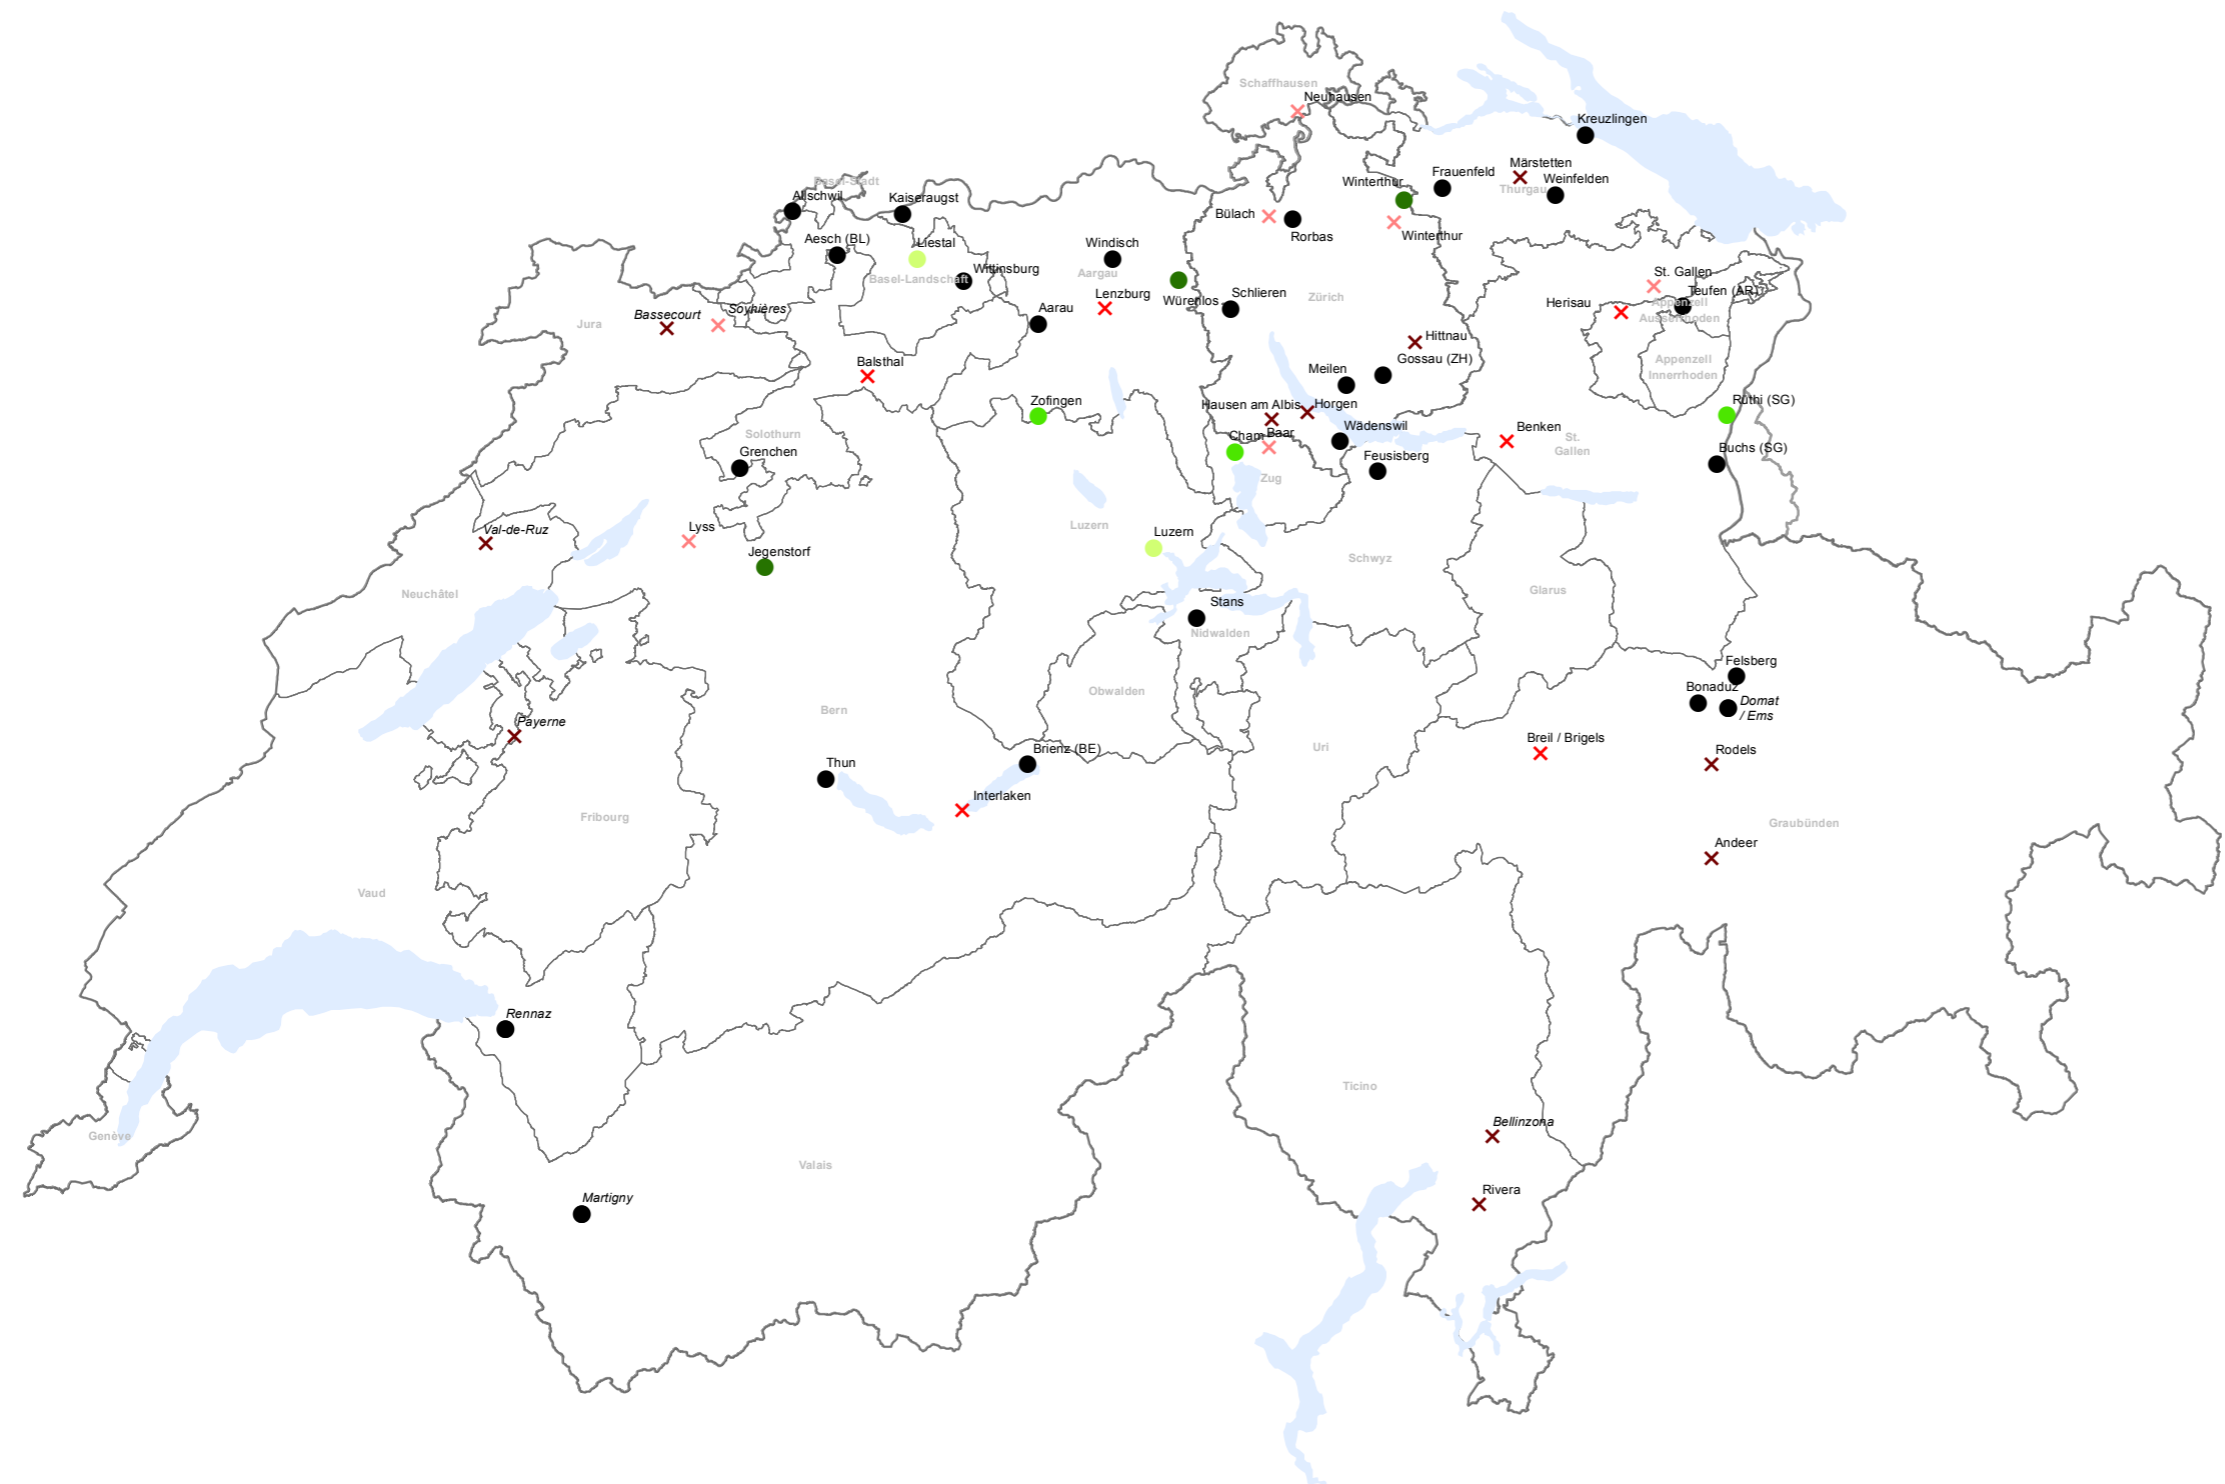 Schaffhausen
Neuhausen
Kreuzlingen
Märstetten
Frauenfeld
Winterthur
Weinfelden
Thurgau
Basel-Stadt
Allschwil
Kaiseraugst
Bülach
Rorbas
Winterthur
Aesch (BL)
Liestal
Windisch
Wittinsburg
Basel-Landschaft
Aargau
St. Gallen
Teufen (AR)
Lenzburg
Würenlos
Schlieren
Zürich
Herisau
Appenzell
Ausserrhoden
Soyhières
Bassecourt
Jura
Aarau
Hittnau
Gossau (ZH)
Appenzell
Innerrhoden
Balsthal
Meilen
Zofingen
Hausen am Albis
Horgen
Rüthi (SG)
Solothurn
Cham
Baar
Wädenswil
Benken
St.
Gallen
Grenchen
Feusisberg
Buchs (SG)
Zug
Val-de-Ruz
Lyss
Luzern
Luzern
Jegenstorf
Schwyz
Neuchâtel
Glarus
Stans
Nidwalden
Felsberg
Obwalden
Bonaduz
Domat
/ Ems
Bern
Payerne
Breil / Brigels
Brienz (BE)
Uri
Rodels
Thun
Interlaken
Fribourg
Graubünden
Andeer
Vaud
Rennaz
Ticino
Bellinzona
Genève
Valais
Rivera
Martigny